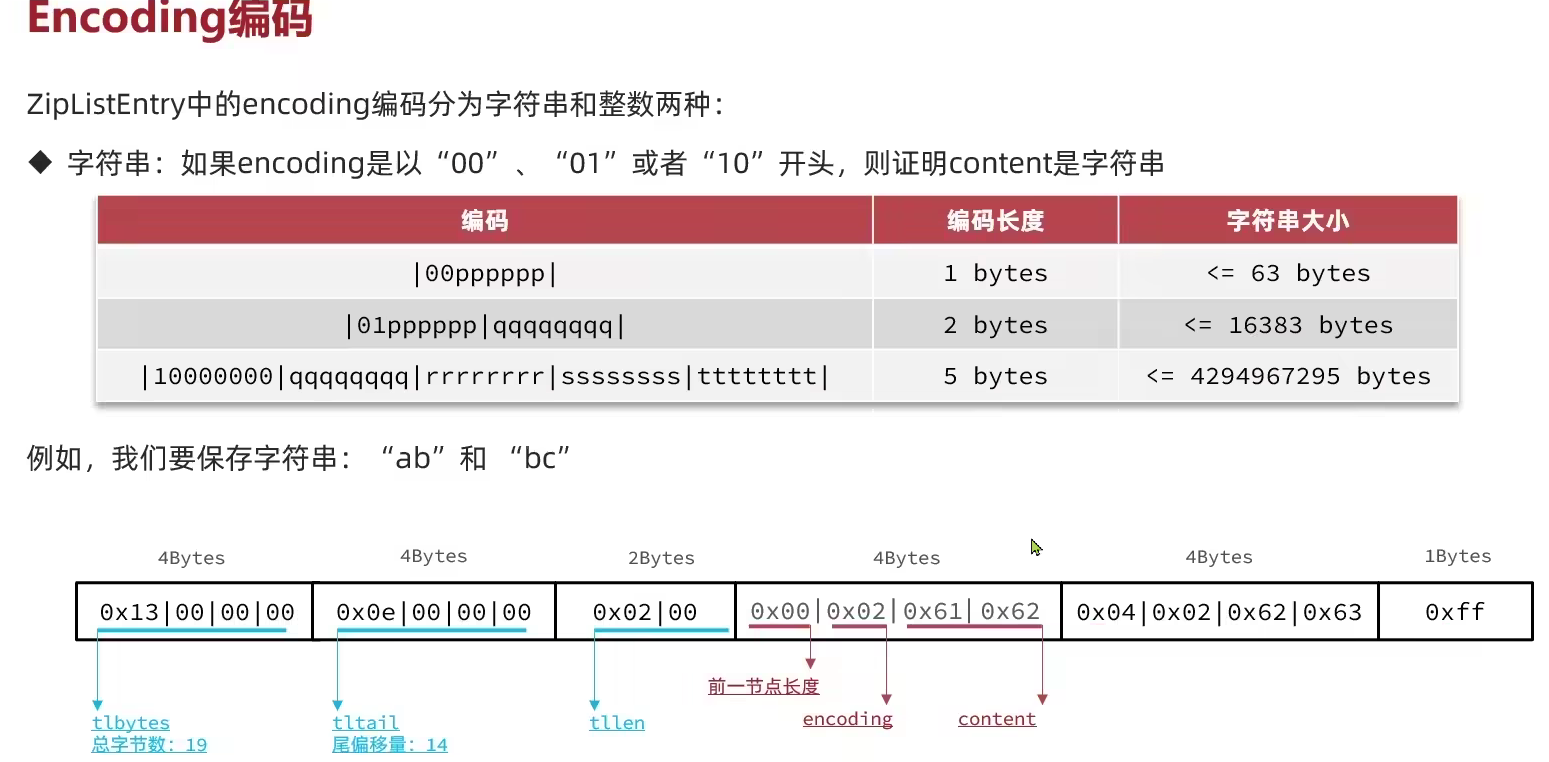 Encoding编码
ZipListEntry中的encoding编码分为字符串和整数两种：
◆ 字符串：如果encoding是以“00”、“01”或者“10”开头，则证明content是字符串
编码 编码长度 字符串大小
|00pppppp| 1 bytes <= 63 bytes
|01pppppp|qqqqqqqq| 2 bytes <= 16383 bytes
|10000000|qqqqqqqq|rrrrrrrr|ssssssss|tttttttt| 5 bytes <= 4294967295 bytes
例如，我们要保存字符串：“ab”和 “bc”
4Bytes 4Bytes 2Bytes 4Bytes 4Bytes 1Bytes
0x13|00|00|00 0x0e|00|00|00 0x02|00 0x00|0x02|0x61|0x62 0x04|0x02|0x62|0x63 0xff
前一节点长度
tlbytes tltail tllen encoding content
总字节数：19 尾偏移量：14